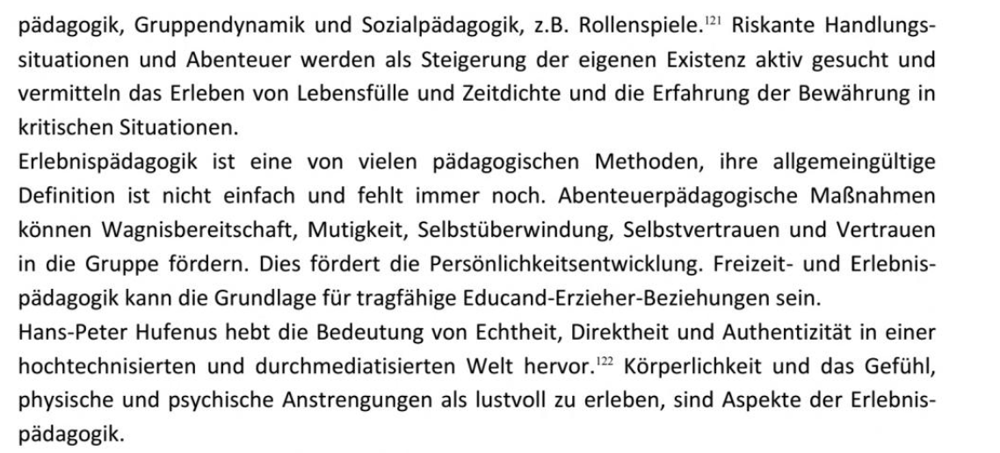 pädagogik, Gruppendynamik und Sozialpädagogik, z.B. Rollenspiele.¹²¹ Riskante Handlungs-
situationen und Abenteuer werden als Steigerung der eigenen Existenz aktiv gesucht und
vermitteln das Erleben von Lebensfülle und Zeitdichte und die Erfahrung der Bewährung in
kritischen Situationen.
Erlebnispädagogik ist eine von vielen pädagogischen Methoden, ihre allgemeingültige
Definition ist nicht einfach und fehlt immer noch. Abenteuerpädagogische Maßnahmen
können Wagnisbereitschaft, Mutigkeit, Selbstüberwindung, Selbstvertrauen und Vertrauen
in die Gruppe fördern. Dies fördert die Persönlichkeitsentwicklung. Freizeit- und Erlebnis-
pädagogik kann die Grundlage für tragfähige Educand-Erzieher-Beziehungen sein.
Hans-Peter Hufenus hebt die Bedeutung von Echtheit, Direktheit und Authentizität in einer
hochtechnisierten und durchmediatisierten Welt hervor.¹²² Körperlichkeit und das Gefühl,
physische und psychische Anstrengungen als lustvoll zu erleben, sind Aspekte der Erlebnis-
pädagogik.